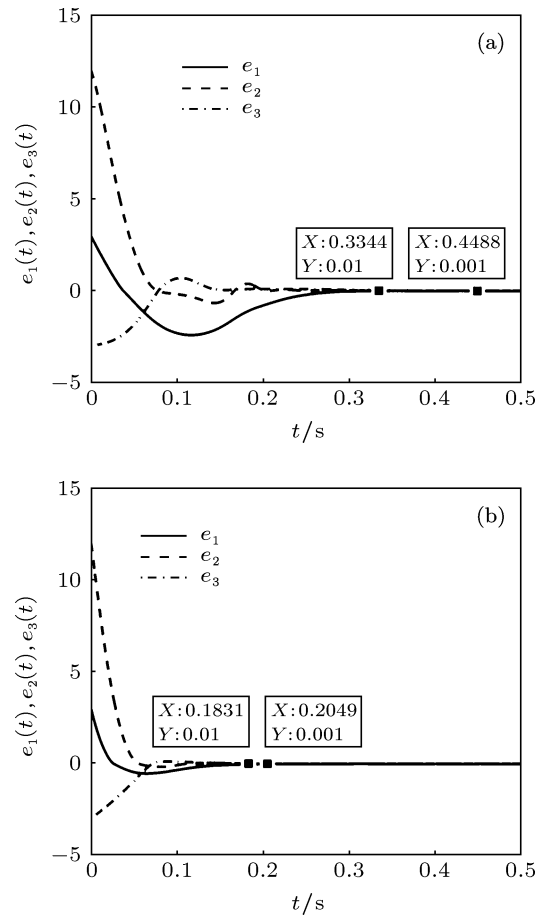 15
(a)
e1
e2
e3
10
e1(t), e2(t), e3(t)
5
X:0.3344
Y:0.01
X:0.4488
Y:0.001
0
−5
0 0.1 0.2 0.3 0.4 0.5
t/s
15
(b)
e1
e2
e3
10
e1(t), e2(t), e3(t)
5
X:0.1831
Y:0.01
X:0.2049
Y:0.001
0
−5
0 0.1 0.2 0.3 0.4 0.5
t/s